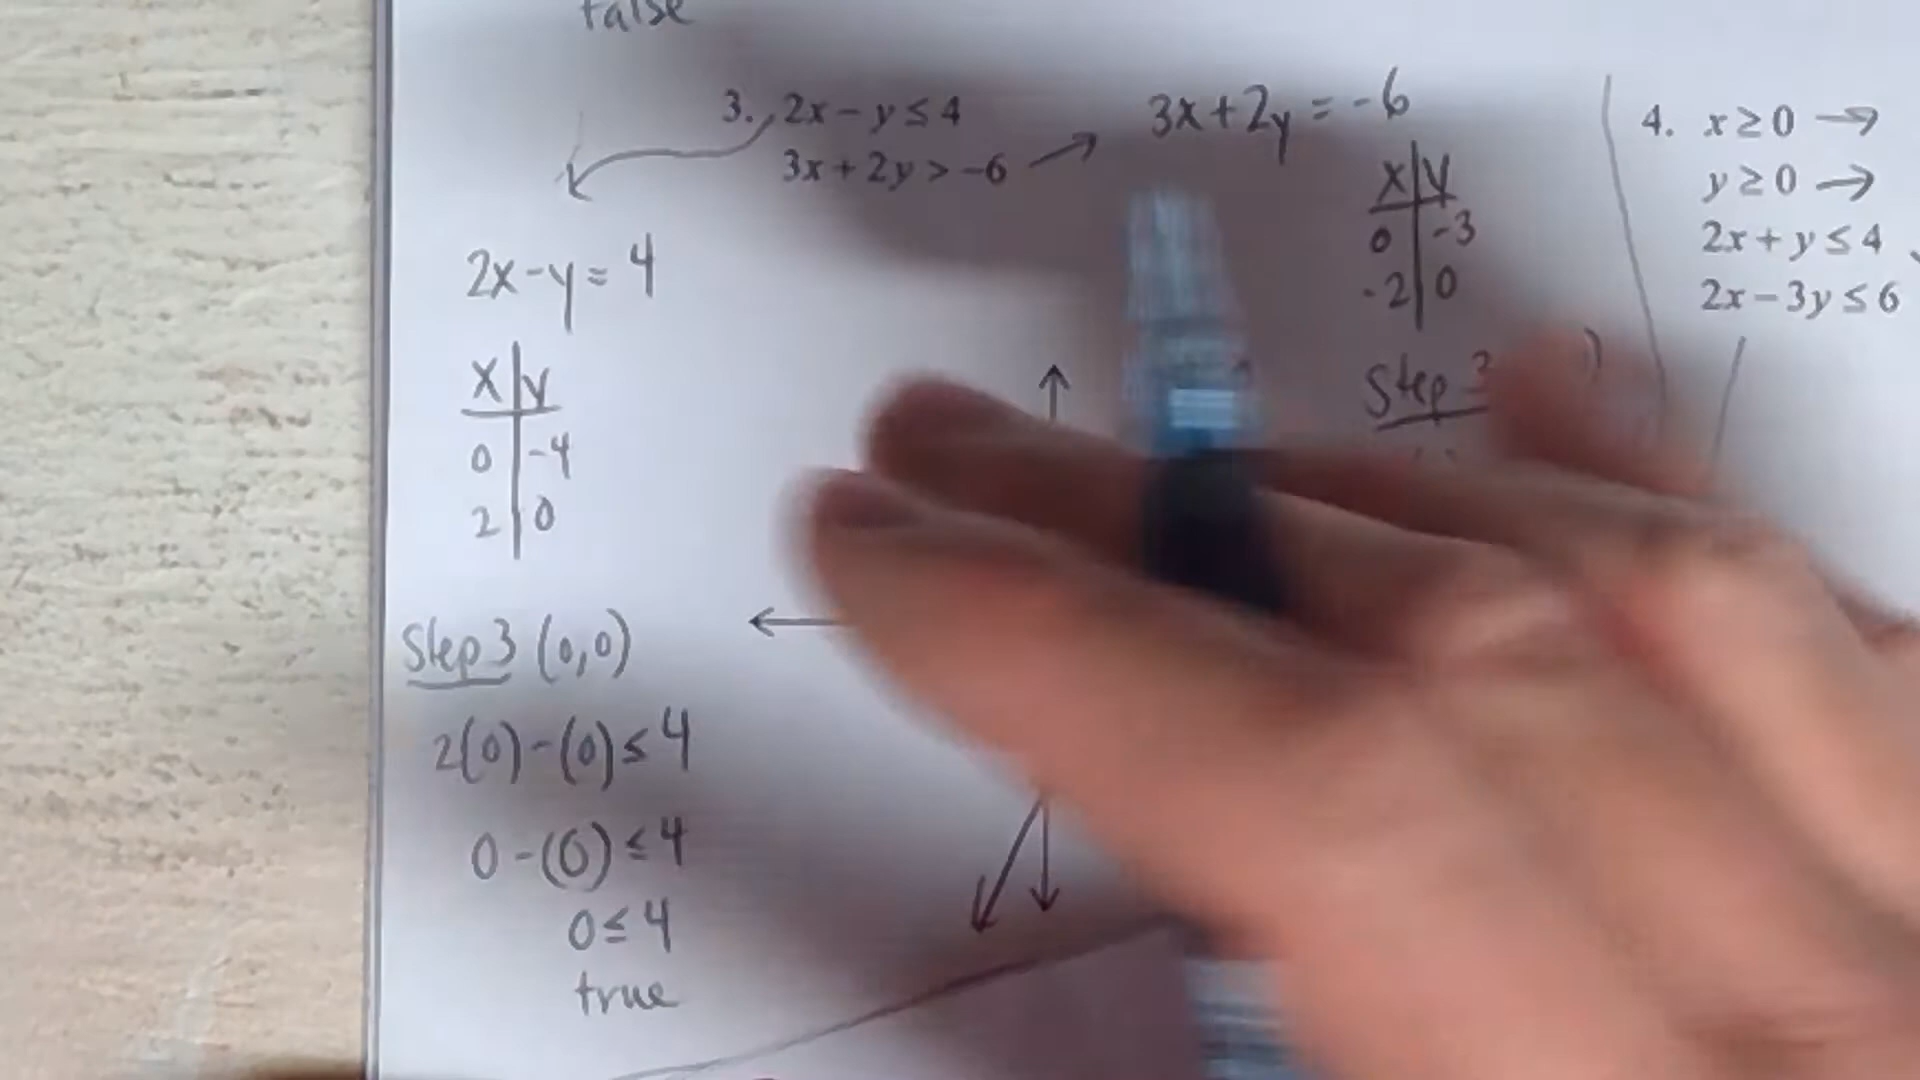 false
3. 2x - y ≤ 4
3x + 2y > -6
2x - y = 4
x | y
0 | -4
2 | 0
Step 3 (0,0)
2(0) - (0) ≤ 4
0 - (0) ≤ 4
0 ≤ 4
true
3x + 2y = -6
x | y
0 | -3
-2 | 0
Step
4. x ≥ 0
y ≥ 0
2x + y ≤ 4
2x - 3y ≤ 6